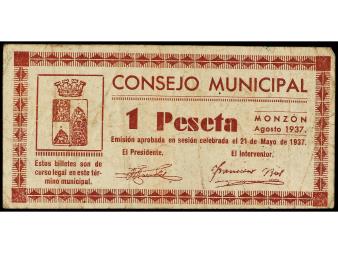 CONSEJO MUNICIPAL
1 Peseta
MONZÓN
Agosto 1937.
Emisión aprobada en sesión celebrada el 21 de Mayo de 1937.
El Presidente.
El Interventor.
Estos billetes son de
curso legal en este tér-
mino municipal.
Francisco